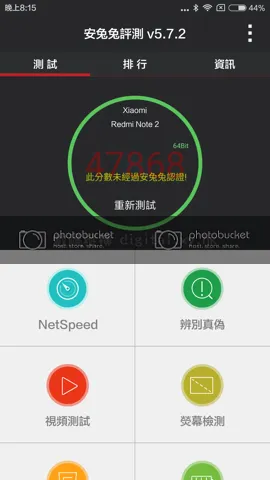 晚上8:15
44%
安兔兔評測 v5.7.2
測試
排行
資訊
Xiaomi
Redmi Note 2
64Bit
47868
此分數未經過安兔兔認證!
重新測試
photobucket
host. store. share.
photobucket
host. store. share.
NetSpeed
辨別真偽
視頻測試
熒幕檢測